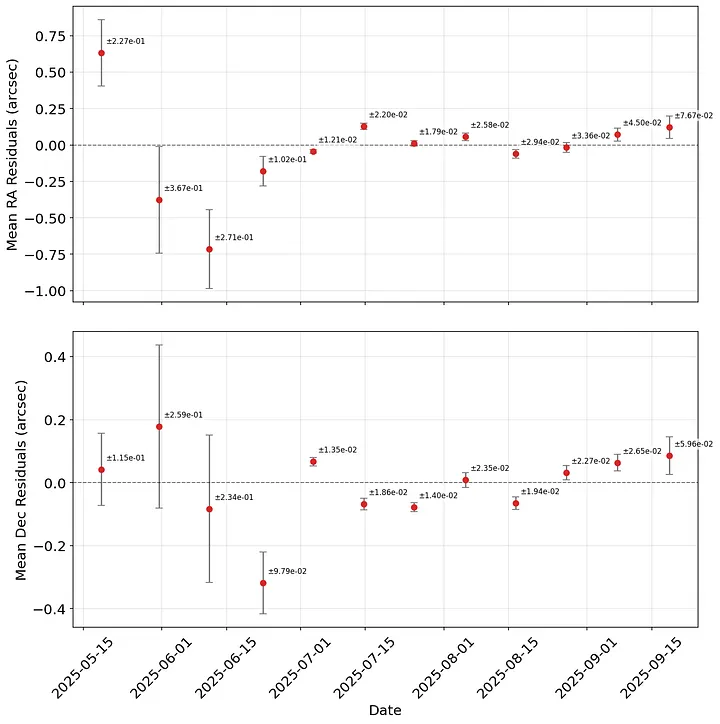 Mean RA Residuals (arcsec)
0.75
0.50
0.25
0.00
−0.25
−0.50
−0.75
−1.00
±2.27e-01
±3.67e-01
±2.71e-01
±1.02e-01
±1.21e-02
±2.20e-02
±1.79e-02
±2.58e-02
±2.94e-02
±3.36e-02
±4.50e-02
±7.67e-02
Mean Dec Residuals (arcsec)
0.4
0.2
0.0
−0.2
−0.4
±1.15e-01
±2.59e-01
±2.34e-01
±9.79e-02
±1.35e-02
±1.86e-02
±1.40e-02
±2.35e-02
±1.94e-02
±2.27e-02
±2.65e-02
±5.96e-02
2025-05-15
2025-06-01
2025-06-15
2025-07-01
2025-07-15
2025-08-01
2025-08-15
2025-09-01
2025-09-15
Date